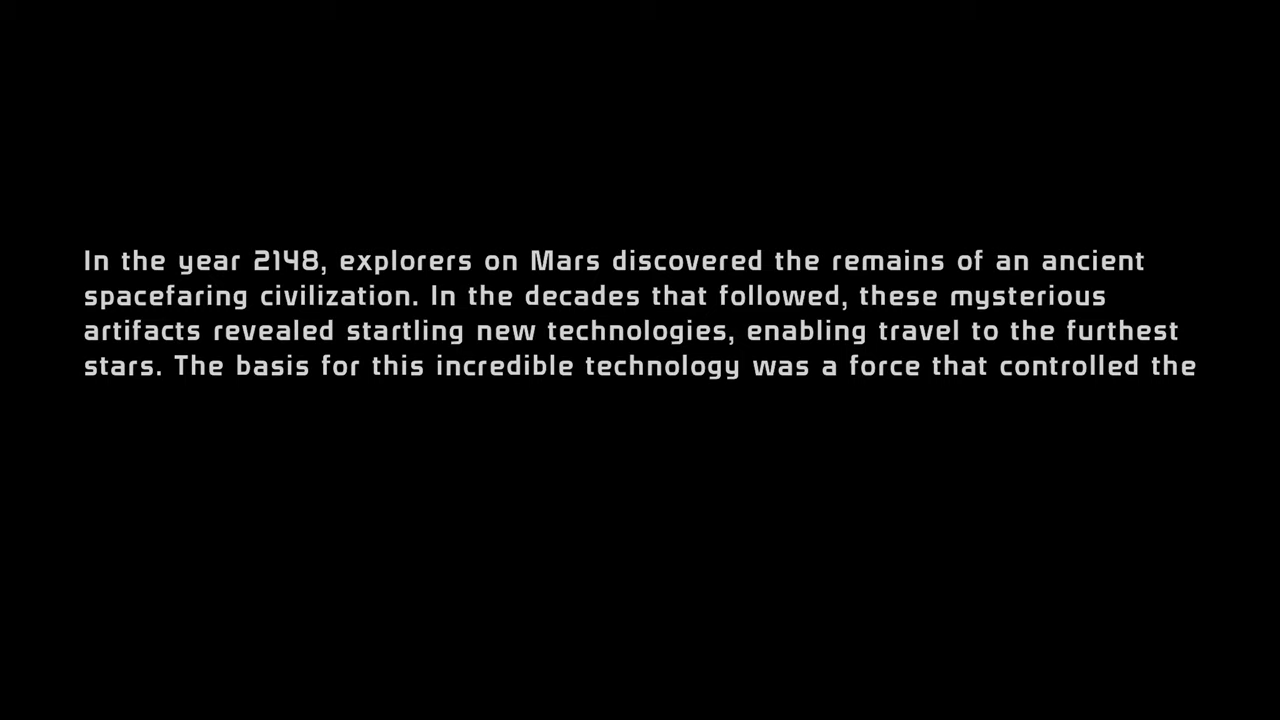 In the year 2148, explorers on Mars discovered the remains of an ancient
spacefaring civilization. In the decades that followed, these mysterious
artifacts revealed startling new technologies, enabling travel to the furthest
stars. The basis for this incredible technology was a force that controlled the